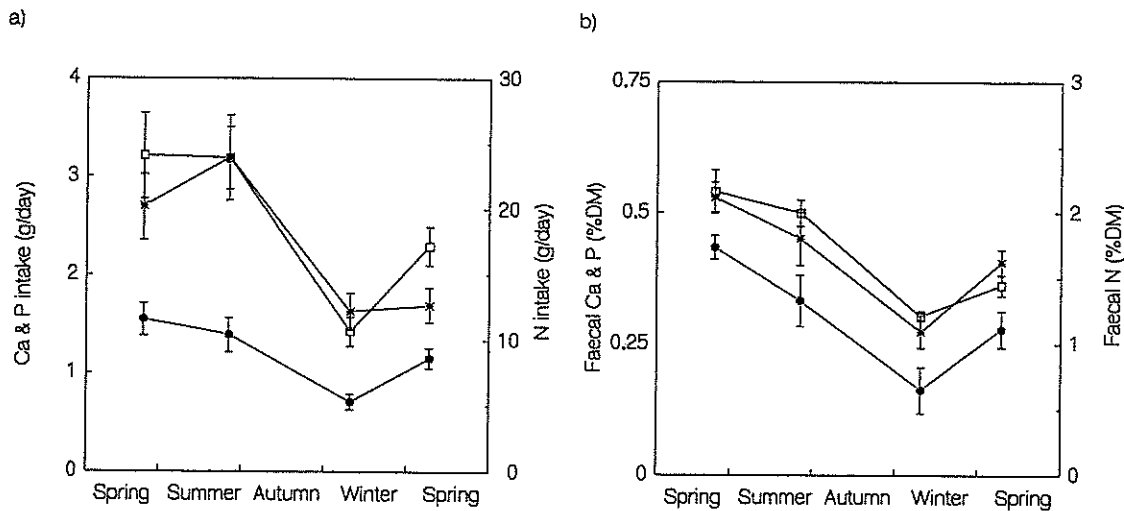 a)
4
3
2
1
0
Ca & P intake (g/day)
30
20
10
0
N intake (g/day)
Spring Summer Autumn Winter Spring
b)
0.75
0.5
0.25
0
Faecal Ca & P (%DM)
3
2
1
0
Faecal N (%DM)
Spring Summer Autumn Winter Spring